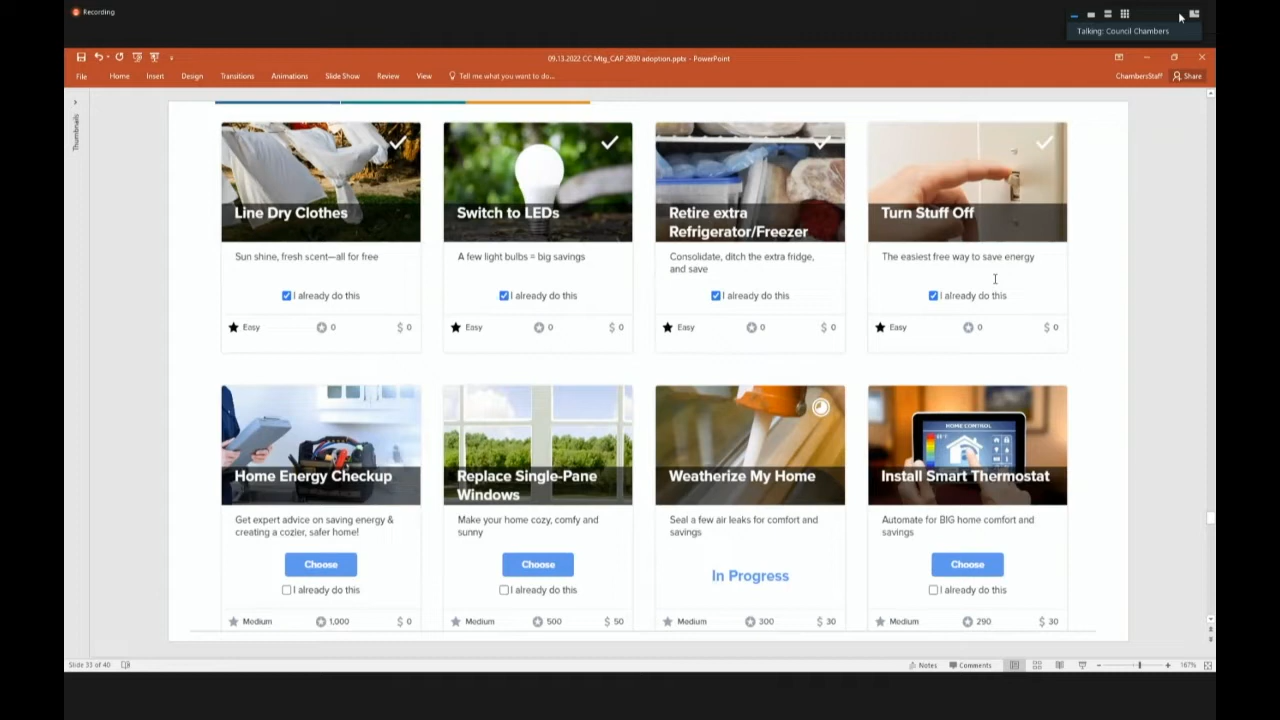 Recording
Talking: Council Chambers
09.13.2022 CC Mtg_CAP 2030 adoption.pptx - PowerPoint
File Home Insert Design Transitions Animations Slide Show Review View Tell me what you want to do... ChambersStaff Share
Thumbnails
Line Dry Clothes
Switch to LEDs
Retire extra
Refrigerator/Freezer
Turn Stuff Off
Sun shine, fresh scent—all for free
A few light bulbs = big savings
Consolidate, ditch the extra fridge,
and save
The easiest free way to save energy
I already do this
I already do this
I already do this
I already do this
Easy 0 $ 0
Easy 0 $ 0
Easy 0 $ 0
Easy 0 $ 0
HOME CONTROL
Home Energy Checkup
Replace Single-Pane
Windows
Weatherize My Home
Install Smart Thermostat
Get expert advice on saving energy &
creating a cozier, safer home!
Make your home cozy, comfy and
sunny
Seal a few air leaks for comfort and
savings
Automate for BIG home comfort and
savings
Choose
Choose
In Progress
Choose
I already do this
I already do this
I already do this
Medium 1,000 $ 0
Medium 500 $ 50
Medium 300 $ 30
Medium 290 $ 30
Slide 33 of 40 Notes Comments 167%